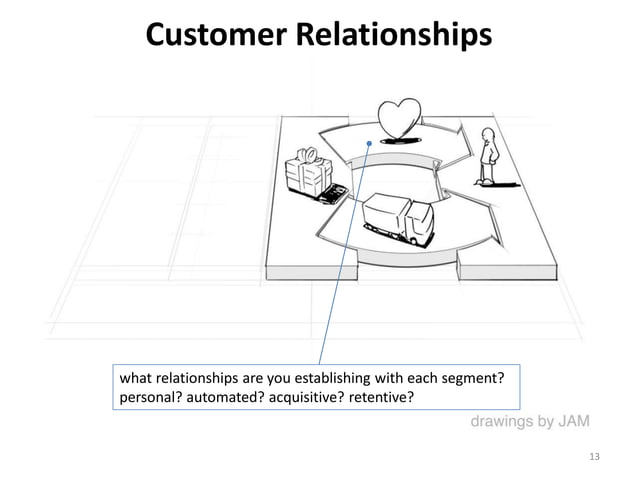 Customer Relationships
what relationships are you establishing with each segment?
personal? automated? acquisitive? retentive?
drawings by JAM
13